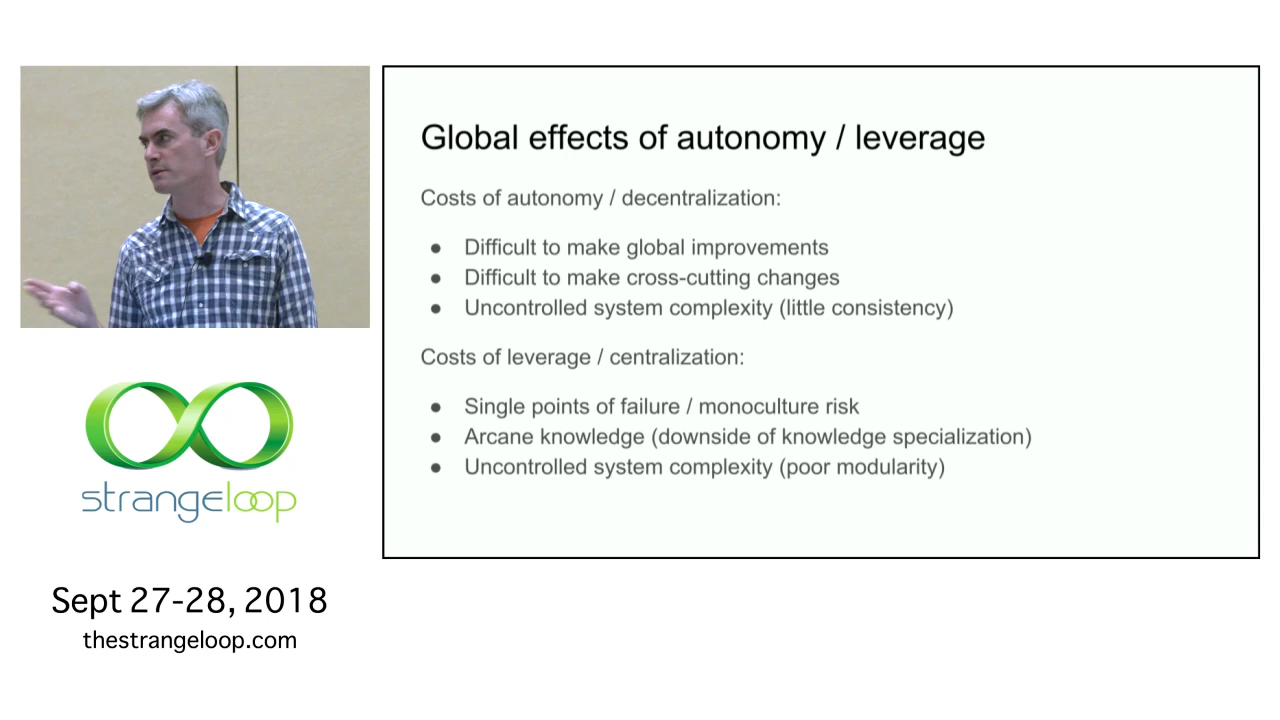 Global effects of autonomy / leverage
Costs of autonomy / decentralization:
● Difficult to make global improvements
● Difficult to make cross-cutting changes
● Uncontrolled system complexity (little consistency)
Costs of leverage / centralization:
● Single points of failure / monoculture risk
● Arcane knowledge (downside of knowledge specialization)
● Uncontrolled system complexity (poor modularity)
strangeloop
Sept 27-28, 2018
thestrangeloop.com